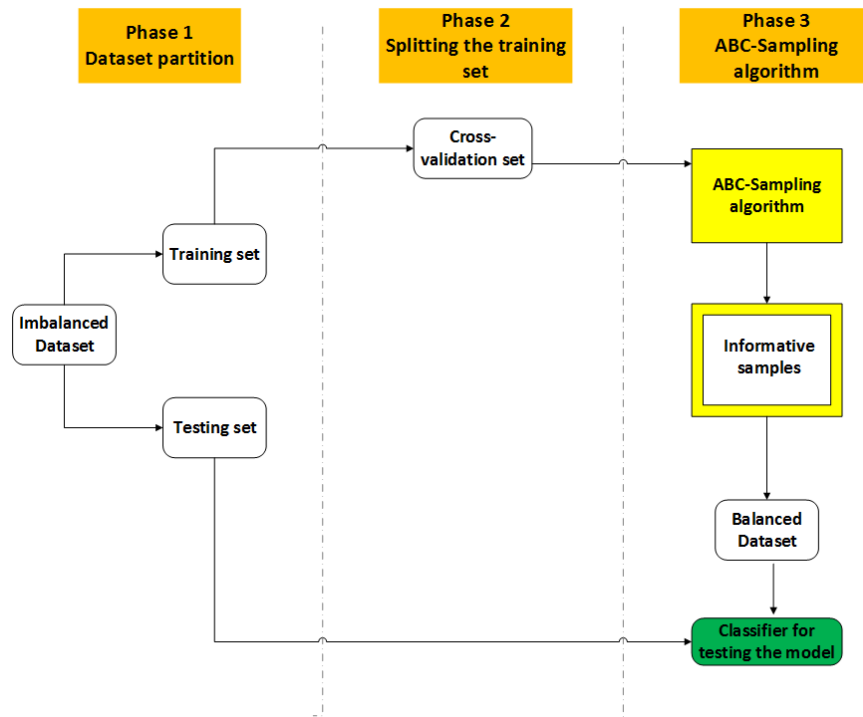 Phase 1
Dataset partition
Phase 2
Splitting the training
set
Phase 3
ABC-Sampling
algorithm
Cross-
validation set
ABC-Sampling
algorithm
Training set
Imbalanced
Dataset
Informative
samples
Testing set
Balanced
Dataset
Classifier for
testing the model